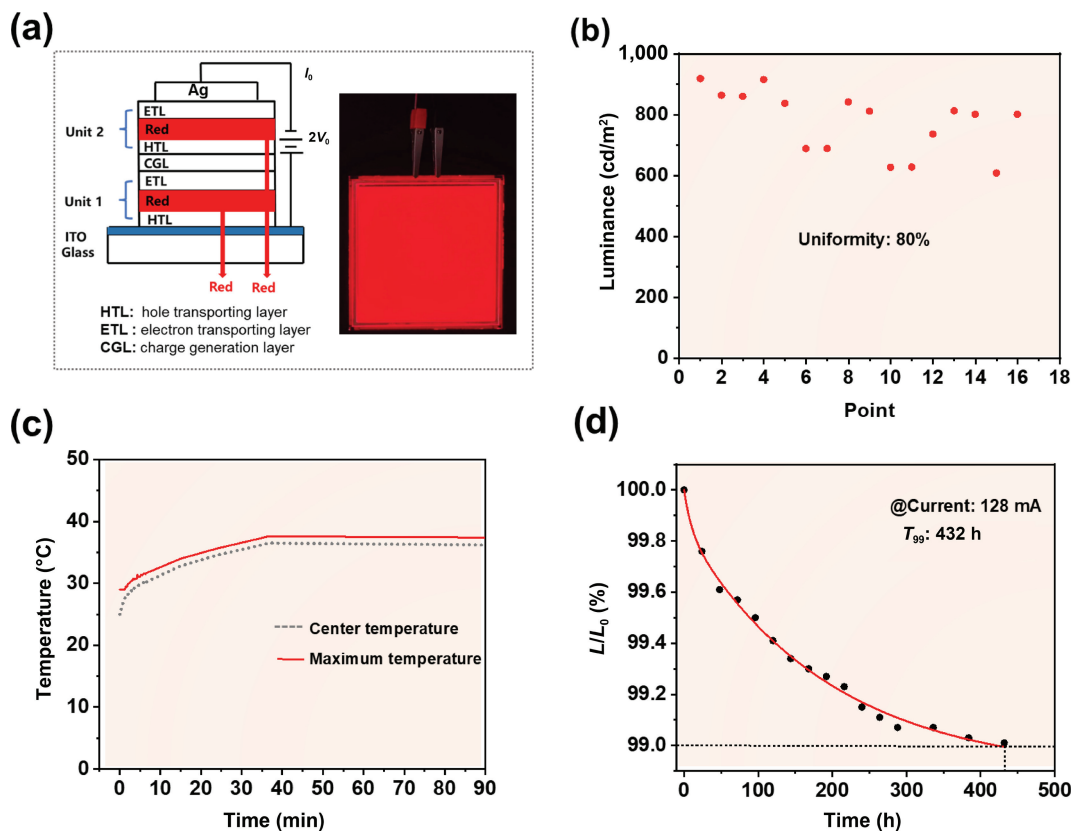 (a)
Ag
I0
ETL
Unit 2
Red
2V0
HTL
CGL
ETL
Unit 1
Red
HTL
ITO
Glass
Red
Red
HTL: hole transporting layer
ETL : electron transporting layer
CGL: charge generation layer
(b)
1,000
800
600
400
200
0
Luminance (cd/m²)
Uniformity: 80%
0 2 4 6 8 10 12 14 16 18
Point
(c)
50
40
30
20
10
0
Temperature (°C)
Center temperature
Maximum temperature
0 10 20 30 40 50 60 70 80 90
Time (min)
(d)
100.0
99.8
99.6
99.4
99.2
99.0
L/L0 (%)
@Current: 128 mA
T99: 432 h
0 100 200 300 400 500
Time (h)